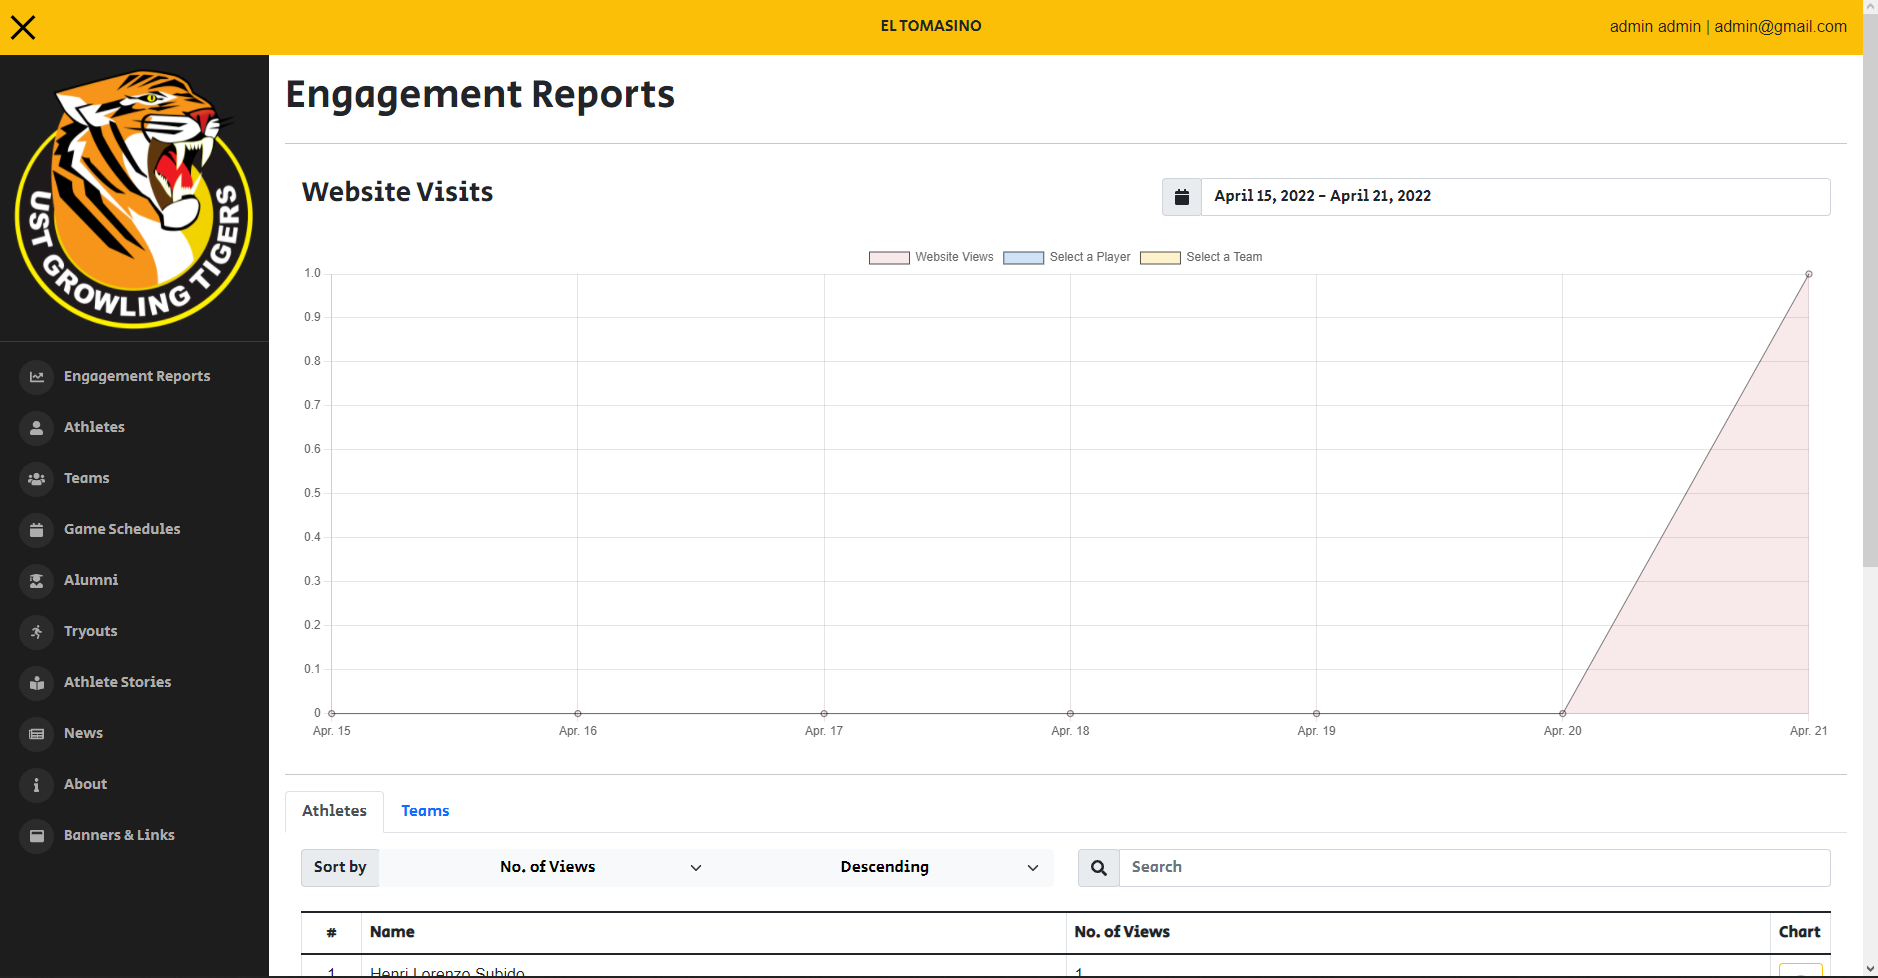 EL TOMASINO
admin admin | admin@gmail.com
UST GROWLING TIGERS
Engagement Reports
Athletes
Teams
Game Schedules
Alumni
Tryouts
Athlete Stories
News
About
Banners & Links
Engagement Reports
Website Visits
April 15, 2022 - April 21, 2022
Website Views Select a Player Select a Team
1.0
0.9
0.8
0.7
0.6
0.5
0.4
0.3
0.2
0.1
0
Apr. 15 Apr. 16 Apr. 17 Apr. 18 Apr. 19 Apr. 20 Apr. 21
Athletes Teams
Sort by No. of Views Descending Search
# Name No. of Views Chart
1 Henri Lorenzo Subido 1